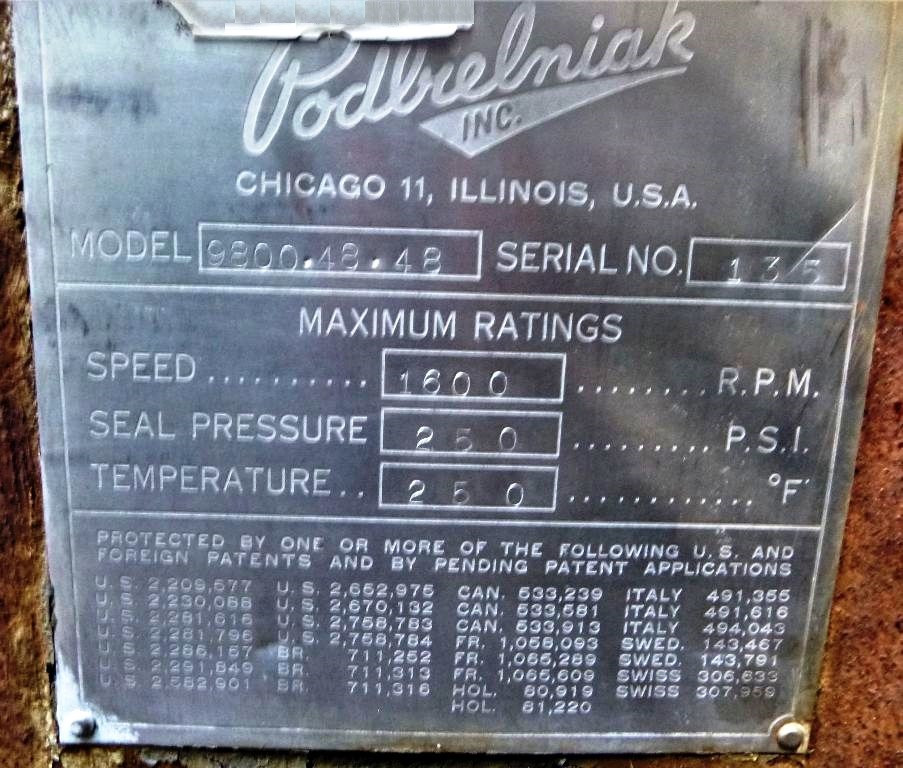 Podbielniak
INC.
CHICAGO 11, ILLINOIS, U.S.A.
MODEL 9800.48.48 SERIAL NO. 135
MAXIMUM RATINGS
SPEED .......... 1600 ........ R.P.M.
SEAL PRESSURE 250 ......... P.S.I.
TEMPERATURE .. 250 ............ °F
PROTECTED BY ONE OR MORE OF THE FOLLOWING U.S. AND
FOREIGN PATENTS AND BY PENDING PATENT APPLICATIONS
U.S. 2,209,577 U.S. 2,652,975 CAN. 533,239 ITALY 491,355
U.S. 2,230,088 U.S. 2,670,132 CAN. 533,581 ITALY 491,616
U.S. 2,281,616 U.S. 2,758,783 CAN. 533,913 ITALY 494,043
U.S. 2,281,796 U.S. 2,758,784 FR. 1,058,093 SWED. 143,467
U.S. 2,286,157 BR. 711,252 FR. 1,065,289 SWED. 143,791
U.S. 2,291,849 BR. 711,313 FR. 1,065,609 SWISS 306,633
U.S. 2,582,901 BR. 711,316 HOL. 80,919 SWISS 307,959
HOL. 81,220